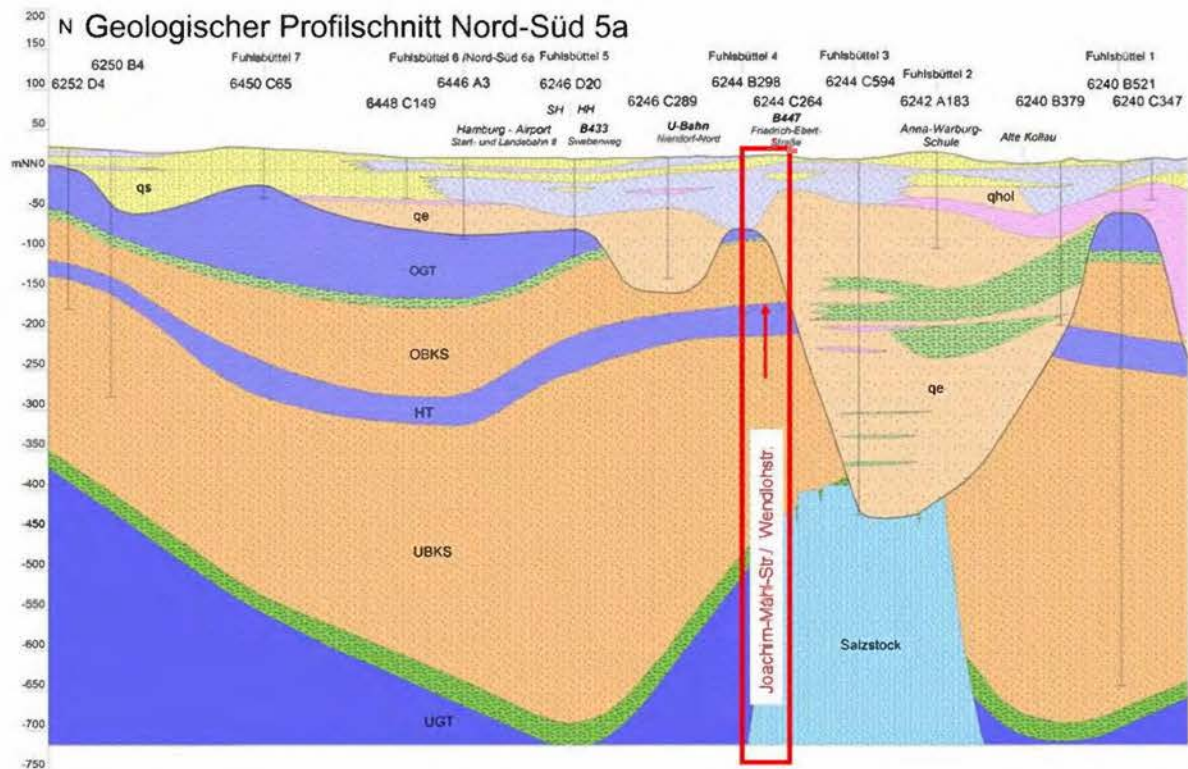 N Geologischer Profilschnitt Nord-Süd 5a
200
150
100
50
mNN0
-50
-100
-150
-200
-250
-300
-350
-400
-450
-500
-550
-600
-650
-700
-750
6252 D4
6250 B4
Fuhlsbüttel 7
6450 C65
6448 C149
Fuhlsbüttel 6 /Nord-Süd 6a
6446 A3
Hamburg - Airport
Start- und Landebahn II
Fuhlsbüttel 5
6246 D20
SH HH
B433
Swebenweg
6246 C289
U-Bahn
Niendorf-Nord
Fuhlsbüttel 4
6244 B298
6244 C264
B447
Friedrich-Ebert-
Straße
Fuhlsbüttel 3
6244 C594
Fuhlsbüttel 2
6242 A183
Anna-Warburg-
Schule
6240 B379
Alte Kollau
Fuhlsbüttel 1
6240 B521
6240 C347
qs
qe
qhol
OGT
OBKS
HT
qe
UBKS
Salzstock
UGT
Joachim-Mähl-Str./ Wendlohstr.